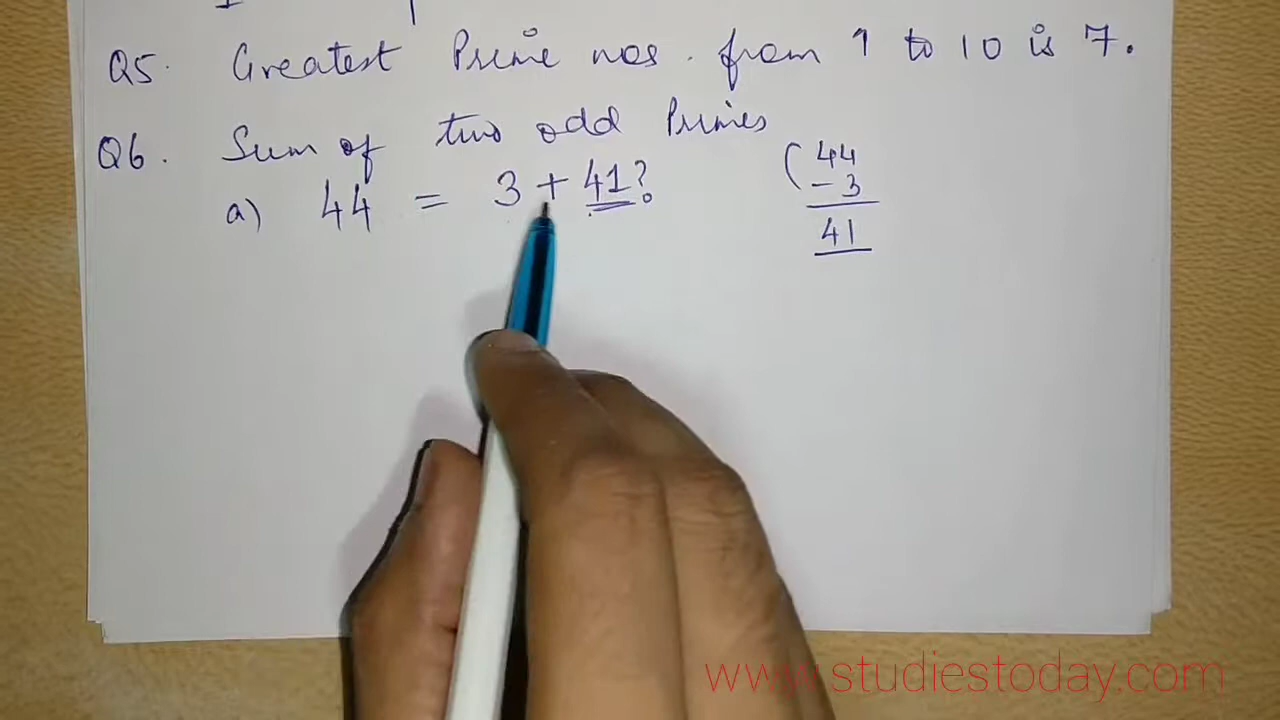 Q5. Greatest Prime nos. from 1 to 10 is 7.
Q6. Sum of two odd Primes
a) 44 = 3 + 41?
(44
- 3
41
www.studiestoday.com